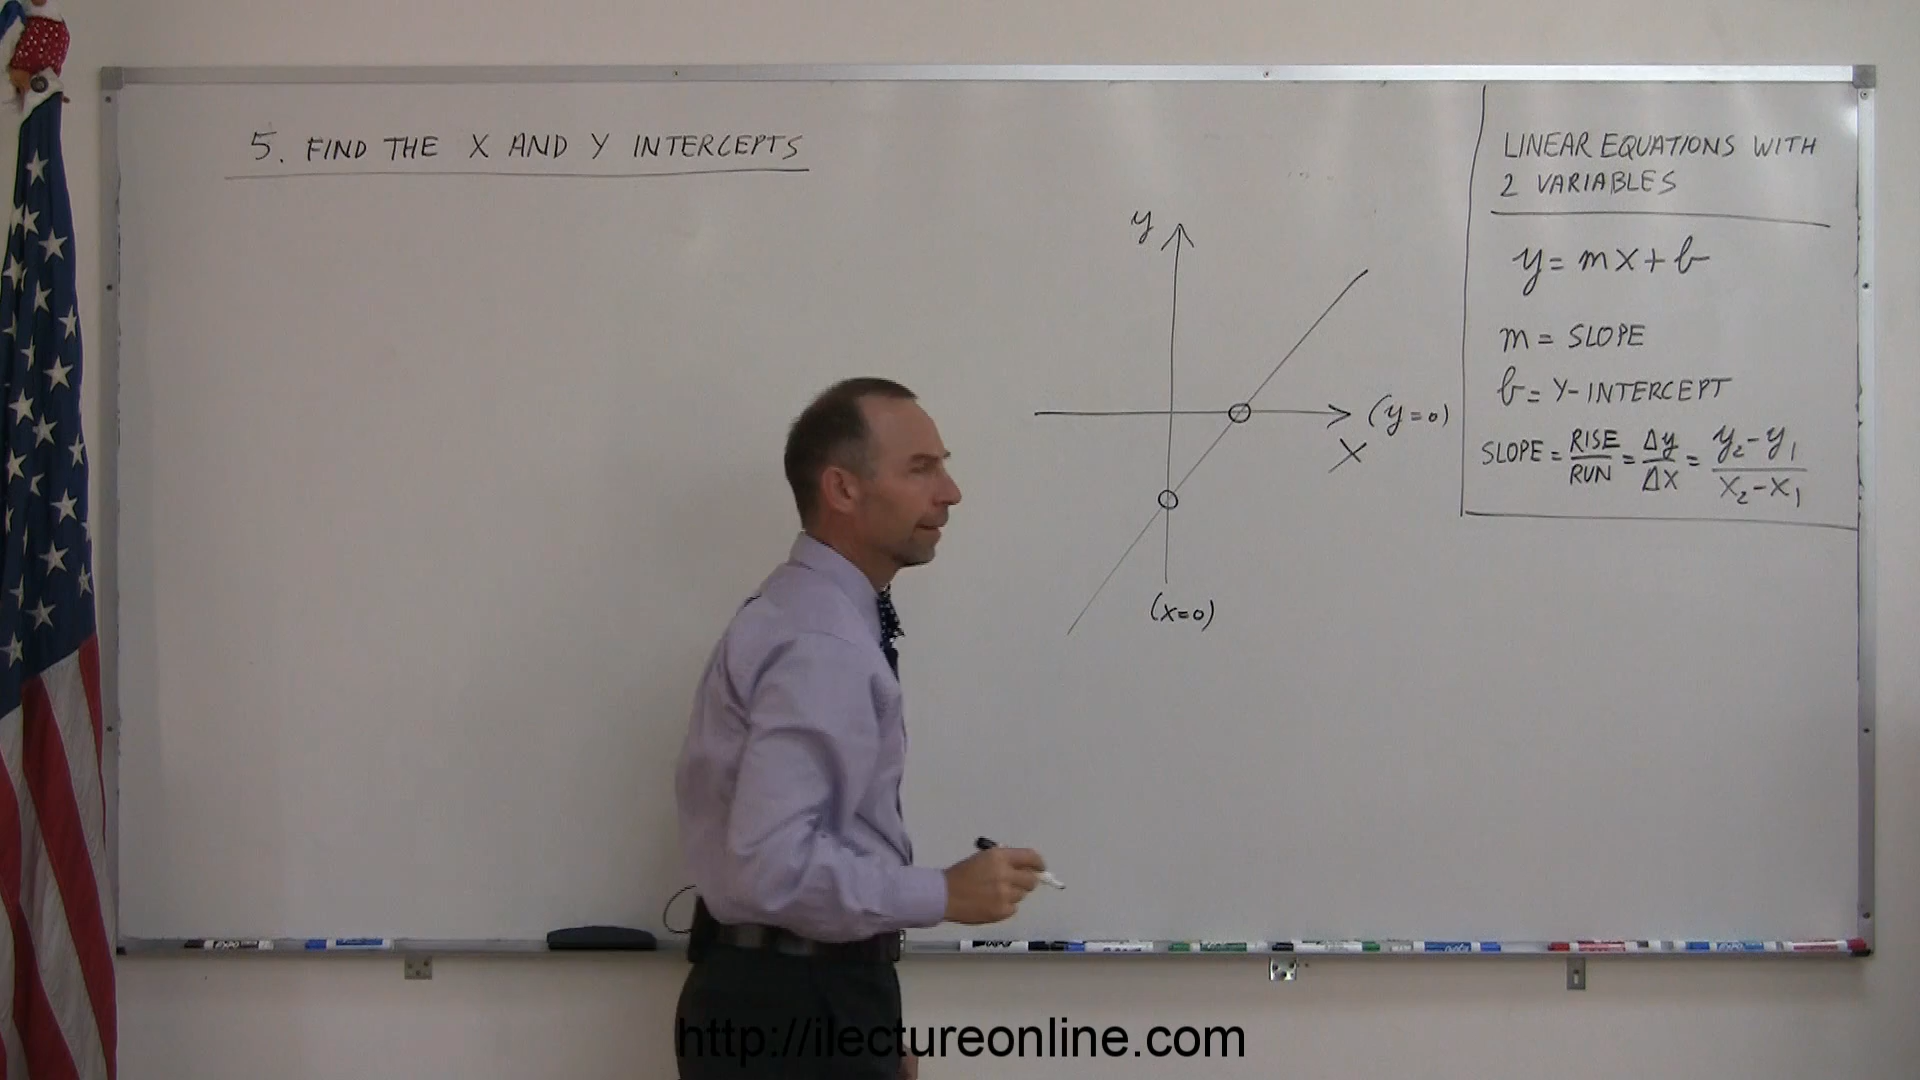 5. FIND THE X AND Y INTERCEPTS
y
(y=0)
X
(x=0)
LINEAR EQUATIONS WITH
2 VARIABLES
y = mx + b
m = SLOPE
b = Y-INTERCEPT
SLOPE = RISE/RUN = Δy/Δx = y₂-y₁/x₂-x₁
EXPO
http://ilectureonline.com